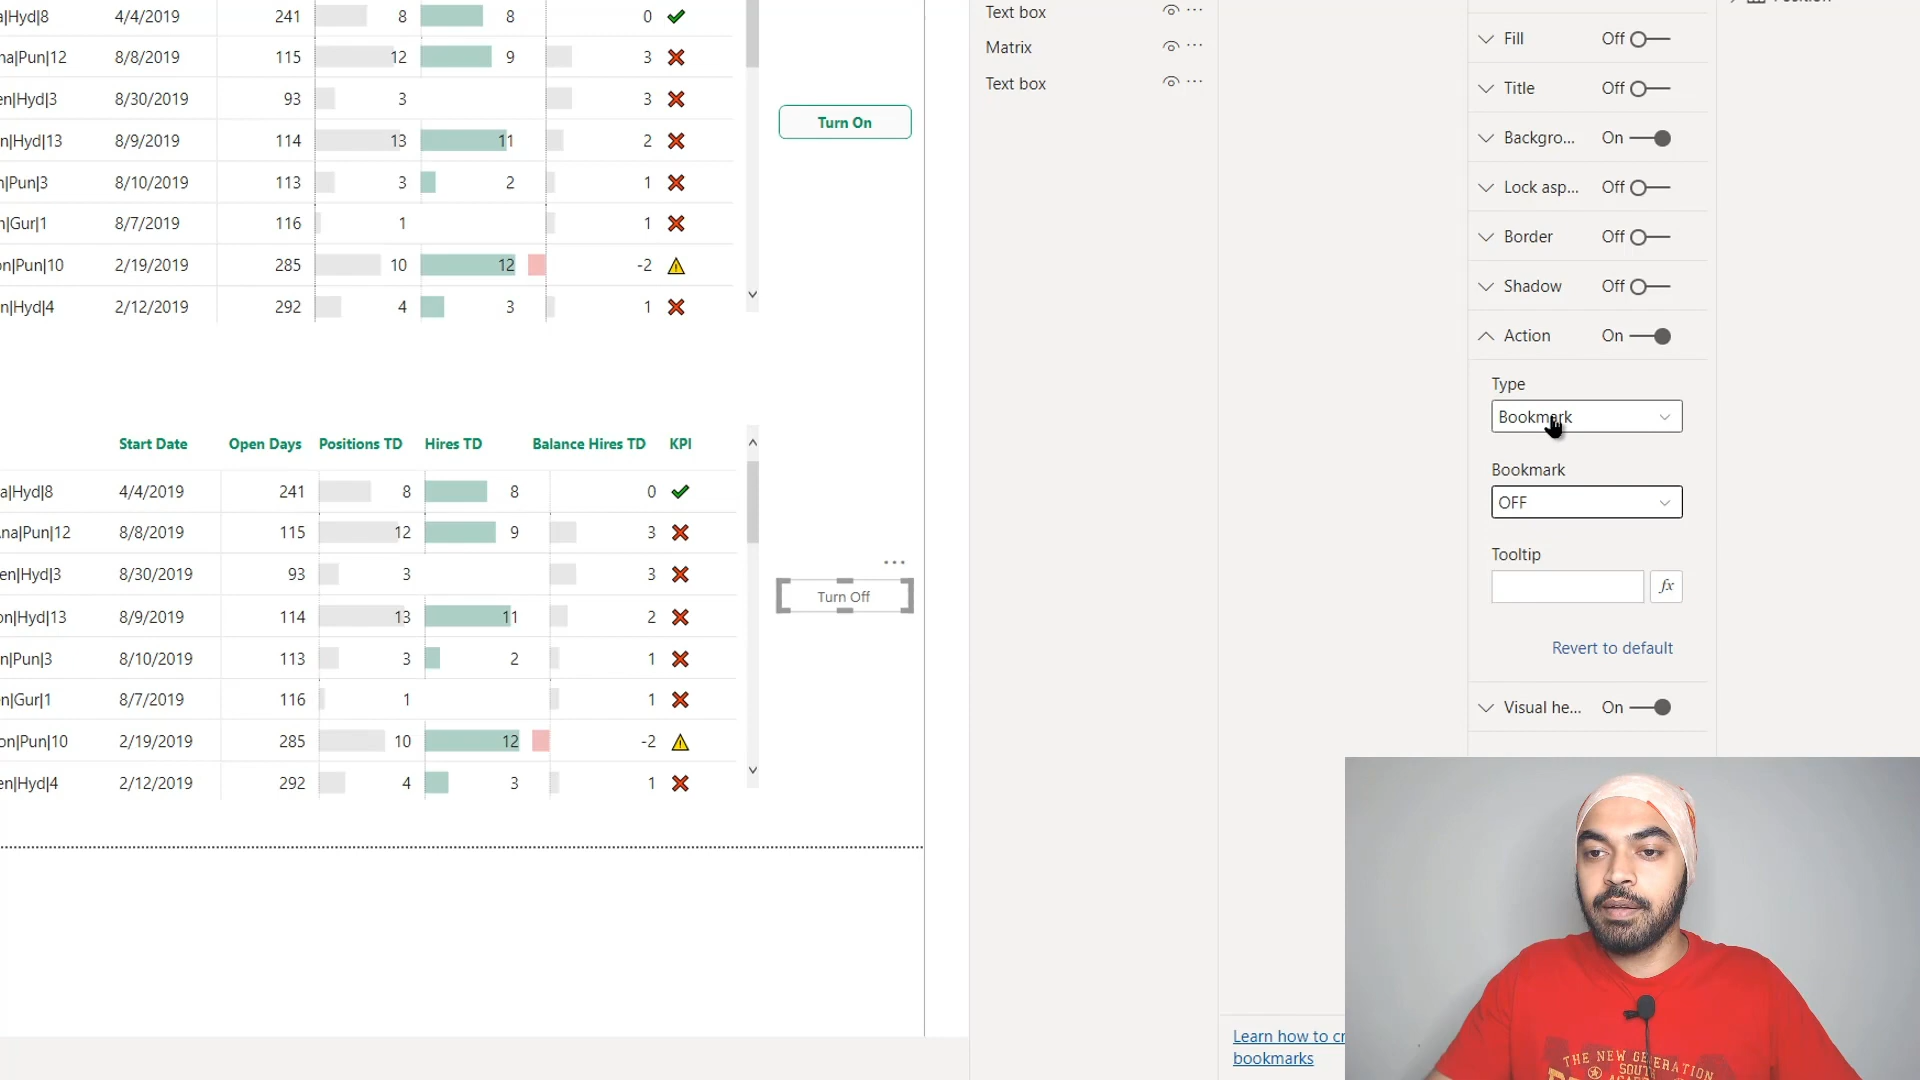 a|Hyd|8 4/4/2019 241 8 8 0
na|Pun|12 8/8/2019 115 12 9 3
en|Hyd|3 8/30/2019 93 3 3
n|Hyd|13 8/9/2019 114 13 11 2
n|Pun|3 8/10/2019 113 3 2 1
n|Gur|1 8/7/2019 116 1 1
on|Pun|10 2/19/2019 285 10 12 -2
n|Hyd|4 2/12/2019 292 4 3 1
Turn On
Start Date Open Days Positions TD Hires TD Balance Hires TD KPI
a|Hyd|8 4/4/2019 241 8 8 0
na|Pun|12 8/8/2019 115 12 9 3
en|Hyd|3 8/30/2019 93 3 3
on|Hyd|13 8/9/2019 114 13 11 2
n|Pun|3 8/10/2019 113 3 2 1
en|Gur|1 8/7/2019 116 1 1
on|Pun|10 2/19/2019 285 10 12 -2
en|Hyd|4 2/12/2019 292 4 3 1
Turn Off
Text box
Matrix
Text box
Learn how to cr
bookmarks
Fill Off
Title Off
Backgro... On
Lock asp... Off
Border Off
Shadow Off
Action On
Type
Bookmark
Bookmark
OFF
Tooltip
fx
Revert to default
Visual he... On
THE NEW GENERATION
SOUTH